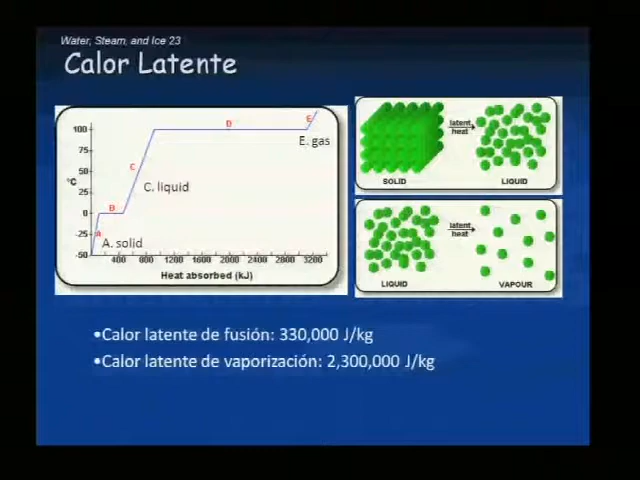 Water, Steam, and Ice 23
Calor Latente
100
75
50
25
0
-25
-50
°C
A
B
C
D
E
E. gas
C. liquid
A. solid
400 800 1200 1600 2000 2400 2800 3200
Heat absorbed (kJ)
latent
heat
SOLID
LIQUID
latent
heat
LIQUID
VAPOUR
•Calor latente de fusión: 330,000 J/kg
•Calor latente de vaporización: 2,300,000 J/kg